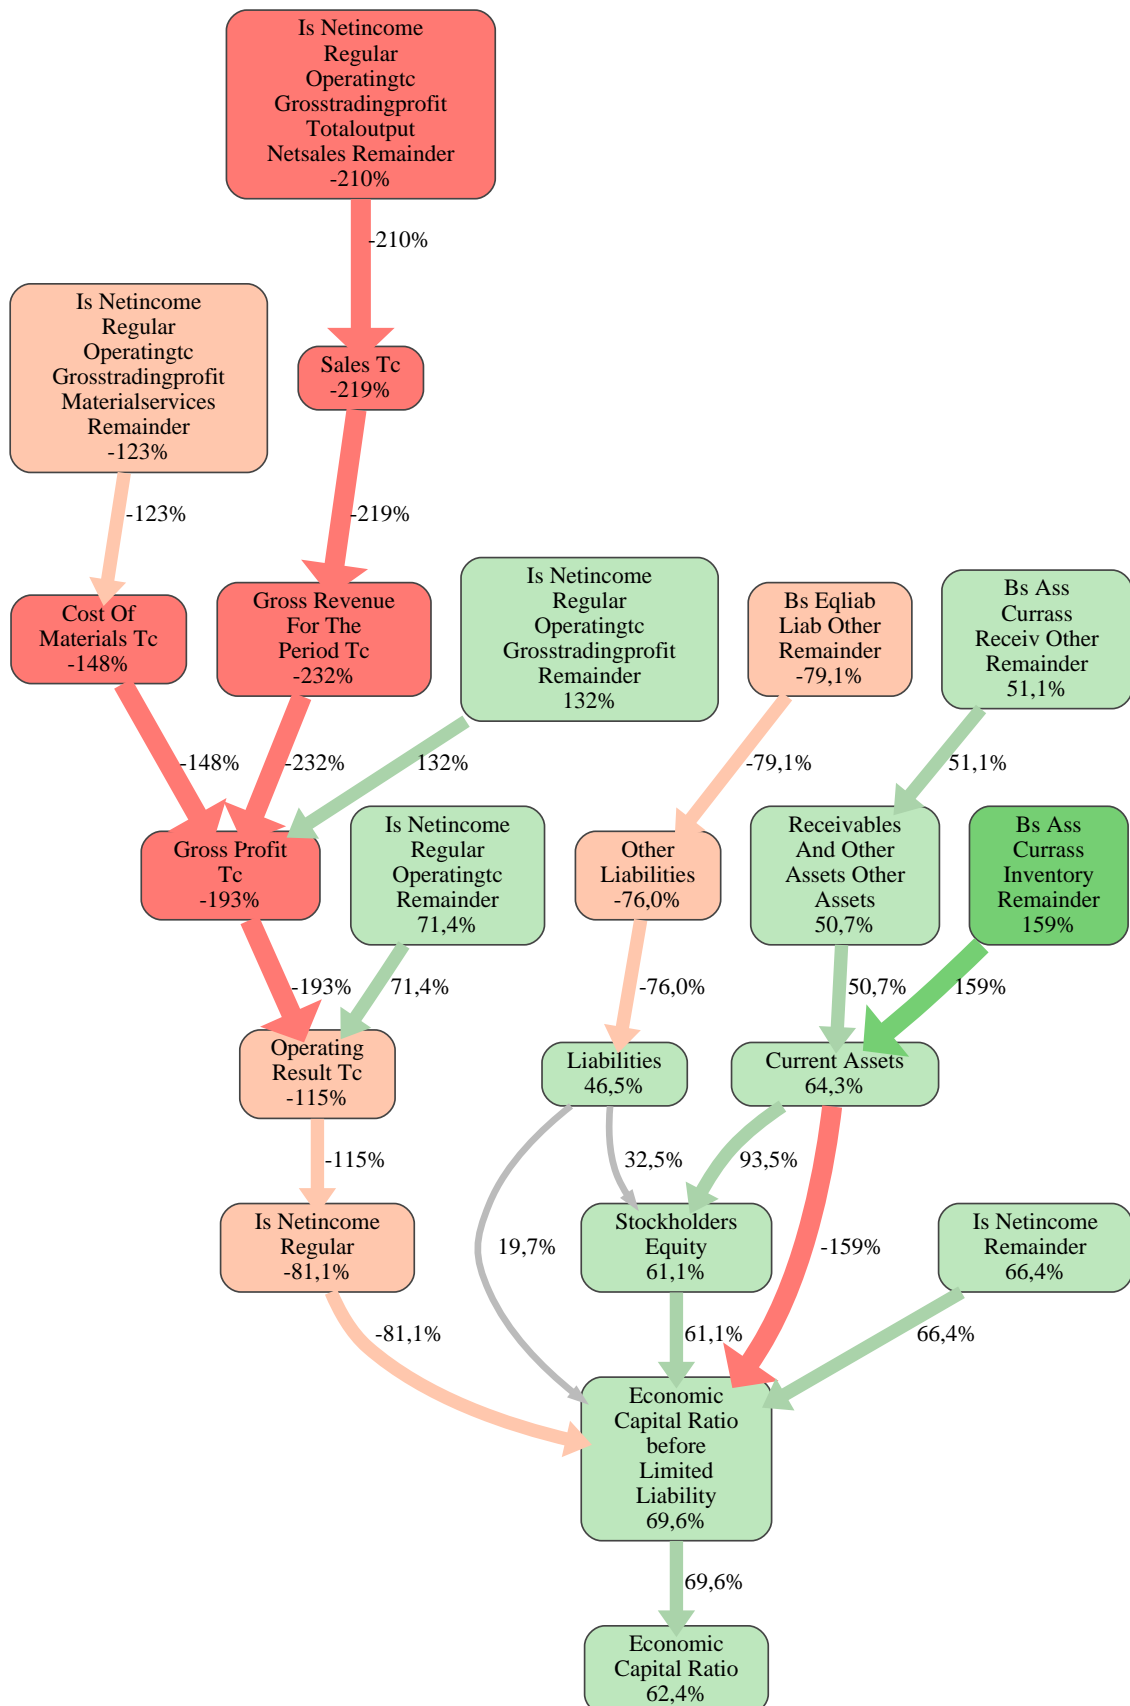 Is Netincome
Regular
Operatingtc
Grosstradingprofit
Totaloutput
Netsales Remainder
-210%
-210%
Is Netincome
Regular
Operatingtc
Grosstradingprofit
Materialservices
Remainder
-123%
Sales Tc
-219%
-123%
-219%
Cost Of
Materials Tc
-148%
Gross Revenue
For The
Period Tc
-232%
Is Netincome
Regular
Operatingtc
Grosstradingprofit
Remainder
132%
Bs Eqliab
Liab Other
Remainder
-79,1%
Bs Ass
Currass
Receiv Other
Remainder
51,1%
-148%
-232%
132%
-79,1%
51,1%
Gross Profit
Tc
-193%
Is Netincome
Regular
Operatingtc
Remainder
71,4%
Other
Liabilities
-76,0%
Receivables
And Other
Assets Other
Assets
50,7%
Bs Ass
Currass
Inventory
Remainder
159%
-193%
71,4%
-76,0%
50,7%
159%
Operating
Result Tc
-115%
Liabilities
46,5%
Current Assets
64,3%
-115%
32,5%
93,5%
Is Netincome
Regular
-81,1%
19,7%
Stockholders
Equity
61,1%
-159%
Is Netincome
Remainder
66,4%
-81,1%
61,1%
66,4%
Economic
Capital Ratio
before
Limited
Liability
69,6%
69,6%
Economic
Capital Ratio
62,4%